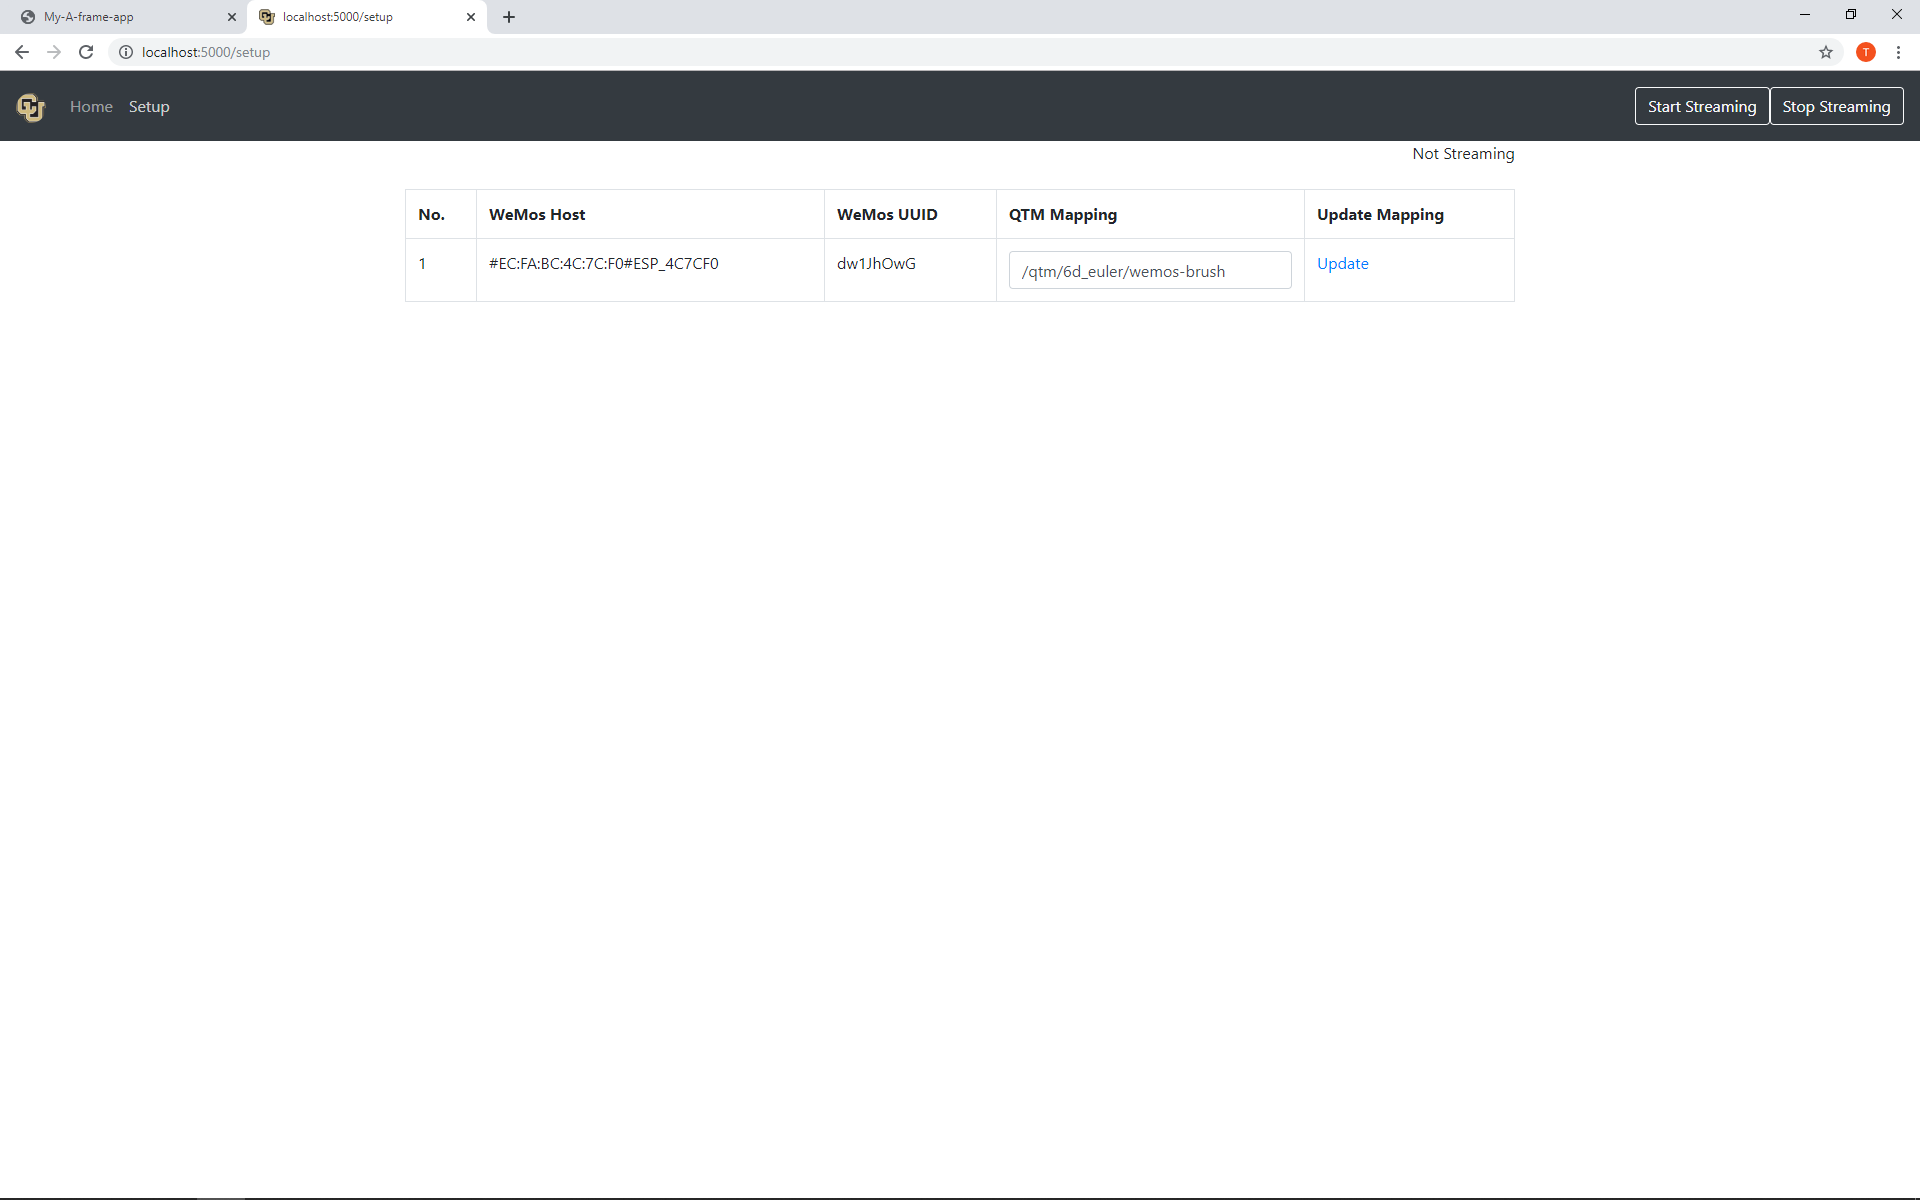 My-A-frame-app
localhost:5000/setup
localhost:5000/setup
T
Home Setup Start Streaming Stop Streaming
Not Streaming
No. WeMos Host WeMos UUID QTM Mapping Update Mapping
1 #EC:FA:BC:4C:7C:F0#ESP_4C7CF0 dw1JhOwG /qtm/6d_euler/wemos-brush Update